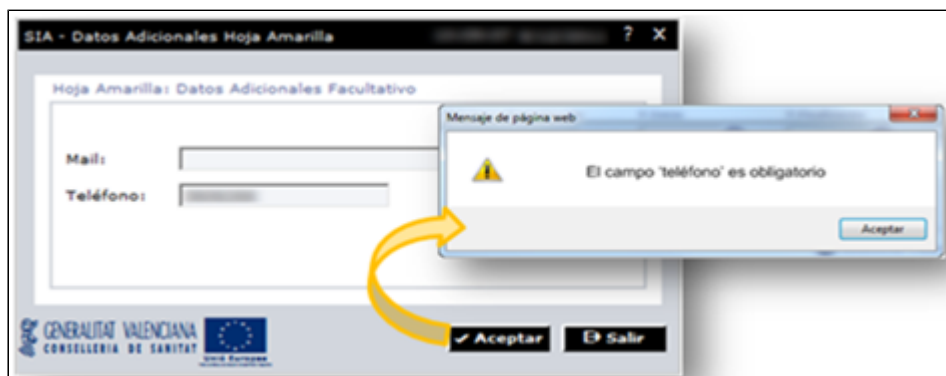 SIA - Datos Adicionales Hoja Amarilla ? X
Hoja Amarilla: Datos Adicionales Facultativo
Mail:
Teléfono:
Mensaje de página web
El campo 'teléfono' es obligatorio
Aceptar
GENERALITAT VALENCIANA
CONSELLERIA DE SANITAT
Unió Europea
Aceptar
Salir